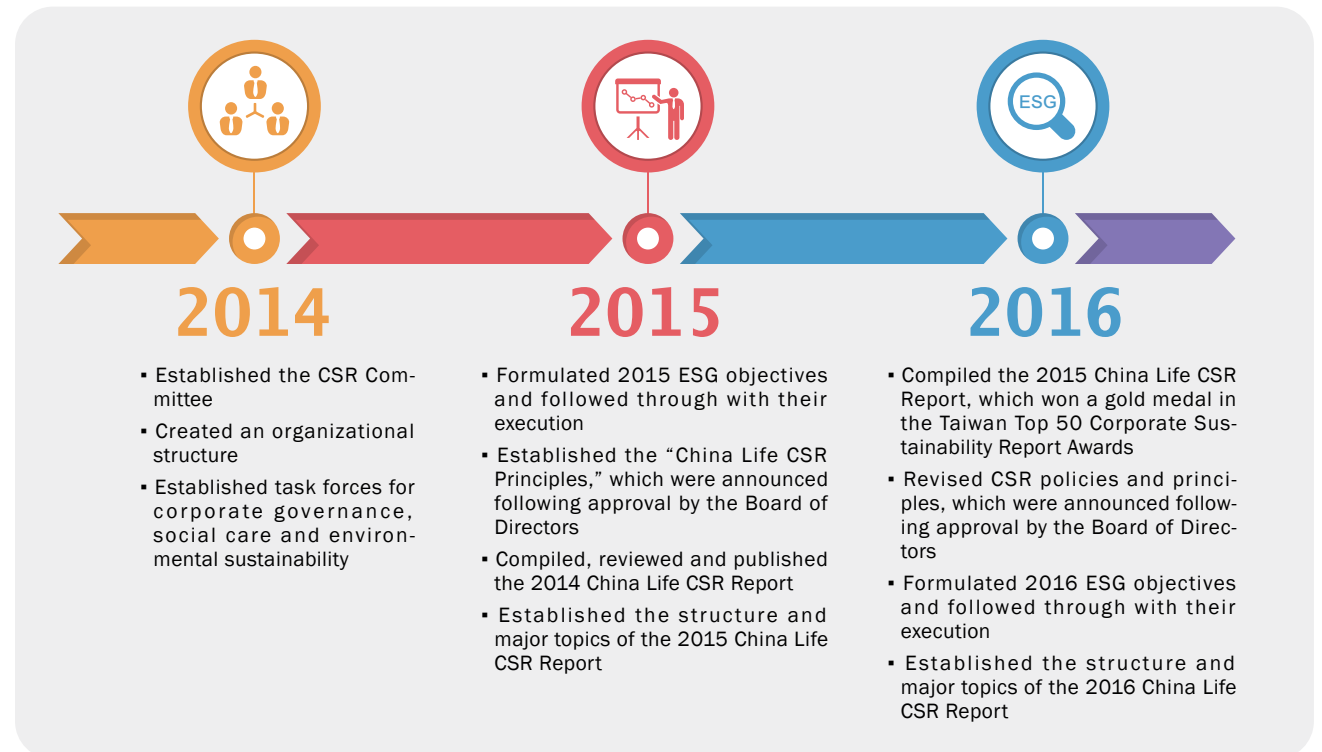 ESG
2014
▪ Established the CSR Com-
mittee
▪ Created an organizational
structure
▪ Established task forces for
corporate governance,
social care and environ-
mental sustainability
2015
▪ Formulated 2015 ESG objectives
and followed through with their
execution
▪ Established the “China Life CSR
Principles,” which were announced
following approval by the Board of
Directors
▪ Compiled, reviewed and published
the 2014 China Life CSR Report
▪ Established the structure and
major topics of the 2015 China Life
CSR Report
2016
▪ Compiled the 2015 China Life CSR
Report, which won a gold medal in
the Taiwan Top 50 Corporate Sus-
tainability Report Awards
▪ Revised CSR policies and princi-
ples, which were announced follow-
ing approval by the Board of Direc-
tors
▪ Formulated 2016 ESG objectives
and followed through with their
execution
▪ Established the structure and
major topics of the 2016 China Life
CSR Report